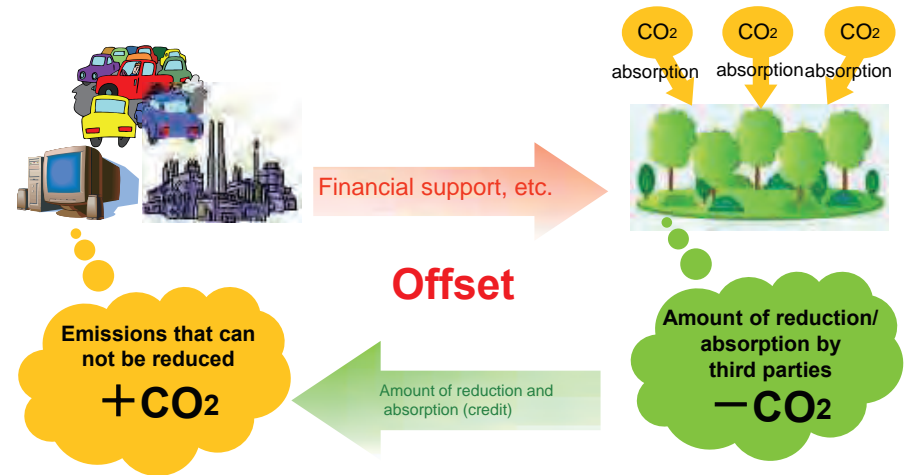 CO2
CO2
CO2
absorption
absorption
absorption
Financial support, etc.
Offset
Emissions that can
not be reduced
＋CO2
Amount of reduction and
absorption (credit)
Amount of reduction/
absorption by
third parties
－CO2